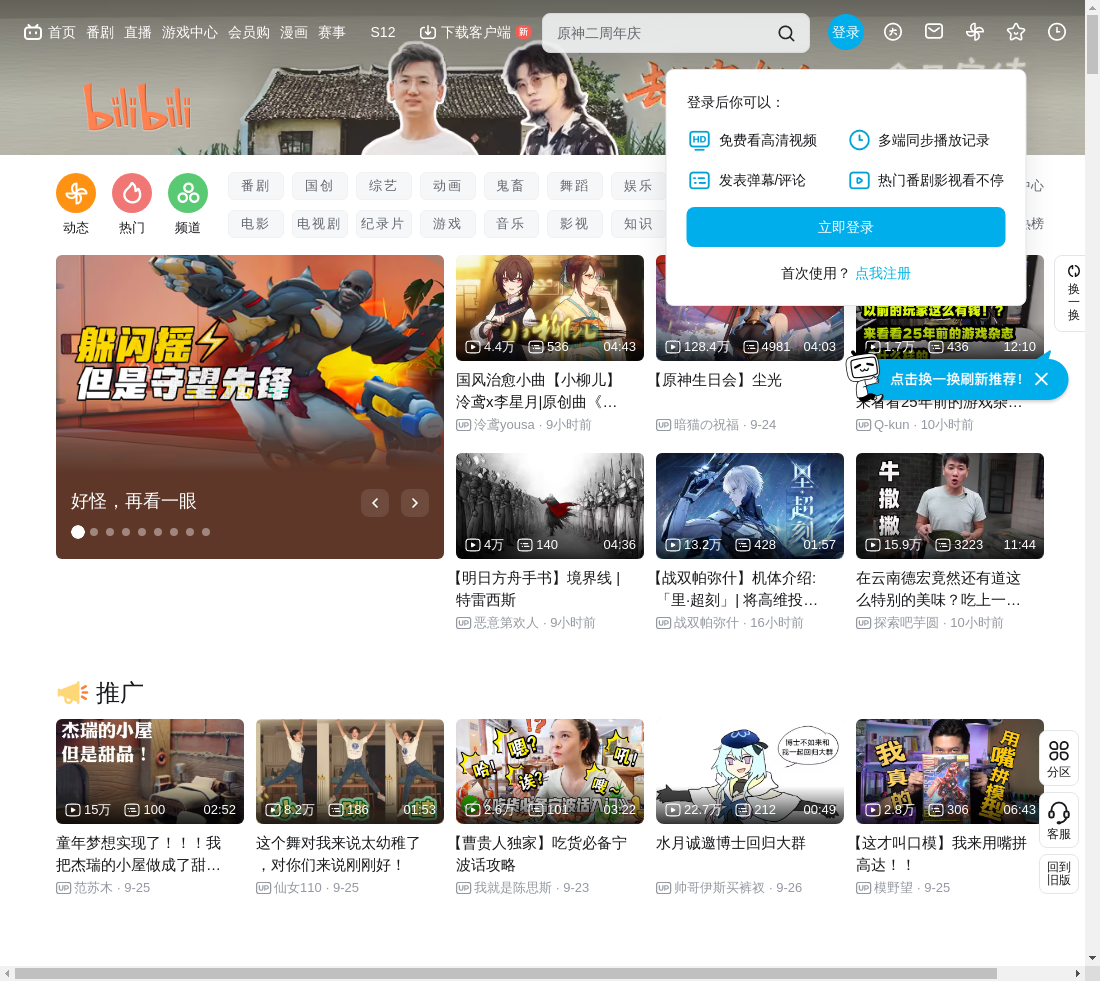 首页 番剧 直播 游戏中心 会员购 漫画 赛事 S12 下载客户端 新
原神二周年庆
登录
bilibili
登录后你可以：
HD 免费看高清视频
多端同步播放记录
发表弹幕/评论
热门番剧影视看不停
立即登录
首次使用？ 点我注册
动态 热门 频道
番剧 国创 综艺 动画 鬼畜 舞蹈 娱乐
电影 电视剧 纪录片 游戏 音乐 影视 知识
中心
热榜
换一换
躲闪摇
但是守望先锋
好怪，再看一眼
小柳儿
4.4万 536 04:43
国风治愈小曲【小柳儿】
泠鸢x李星月|原创曲《…
UP 泠鸢yousa · 9小时前
128.4万 4981 04:03
【原神生日会】尘光
UP 暗猫の祝福 · 9-24
以前的玩家这么有钱！？
来看看25年前的游戏杂志
1.7万 436 12:10
点击换一换刷新推荐！
来看看25年前的游戏杂…
UP Q-kun · 10小时前
4万 140 04:36
【明日方舟手书】境界线 |
特雷西斯
UP 恶意第欢人 · 9小时前
里·超刻
13.2万 428 01:57
【战双帕弥什】机体介绍:
「里·超刻」| 将高维投…
UP 战双帕弥什 · 16小时前
牛撒撇
15.9万 3223 11:44
在云南德宏竟然还有道这
么特别的美味？吃上一…
UP 探索吧芋圆 · 10小时前
推广
杰瑞的小屋
但是甜品！
15万 100 02:52
童年梦想实现了！！！我
把杰瑞的小屋做成了甜…
UP 范苏木 · 9-25
8.2万 186 01:53
这个舞对我来说太幼稚了
，对你们来说刚刚好！
UP 仙女110 · 9-25
哈! 嗯? 吼! 诶? 嗖!
2.6万 101 03:22
【曹贵人独家】吃货必备宁
波话攻略
UP 我就是陈思斯 · 9-23
博士不如来和
我一起回归大群
22.7万 212 00:49
水月诚邀博士回归大群
UP 帅哥伊斯买裤衩 · 9-26
我真的
用嘴拼模型
2.8万 306 06:43
【这才叫口模】我来用嘴拼
高达！！
UP 模野望 · 9-25
分区
客服
回到
旧版